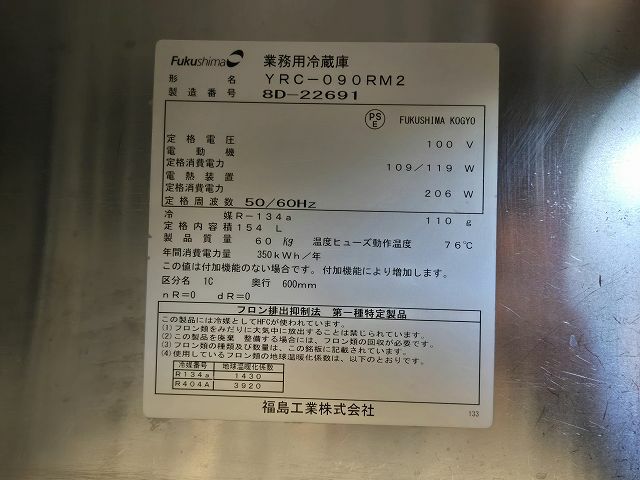 Fukushima 業務用冷蔵庫
形名 YRC-090RM2
製造番号 8D-22691
PSE FUKUSHIMA KOGYO
定格電圧 100 V
電動機
定格消費電力 109/119 W
電熱装置
定格消費電力 206 W
定格周波数 50/60Hz
冷媒 R-134a 110 g
定格内容積 154 L
製品質量 60 kg 温度ヒューズ動作温度 76℃
年間消費電力量 350kWh/年
この値は付加機能のない場合です。付加機能により増加します。
区分名 1C 奥行 600mm
nR=0 dR=0
フロン排出抑制法 第一種特定製品
この製品には冷媒としてHFCが使われています。
(1)フロン類をみだりに大気中に放出することは禁じられています。
(2)この製品を廃棄 整備する場合には、フロン類の回収が必要です。
(3)フロン類の種類及び数量は、この銘板に記載されています。
(4)使用しているフロン類の地球温暖化係数は、以下のとおりです。
冷媒番号 地球温暖化係数
R134a 1430
R404A 3920
福島工業株式会社
133